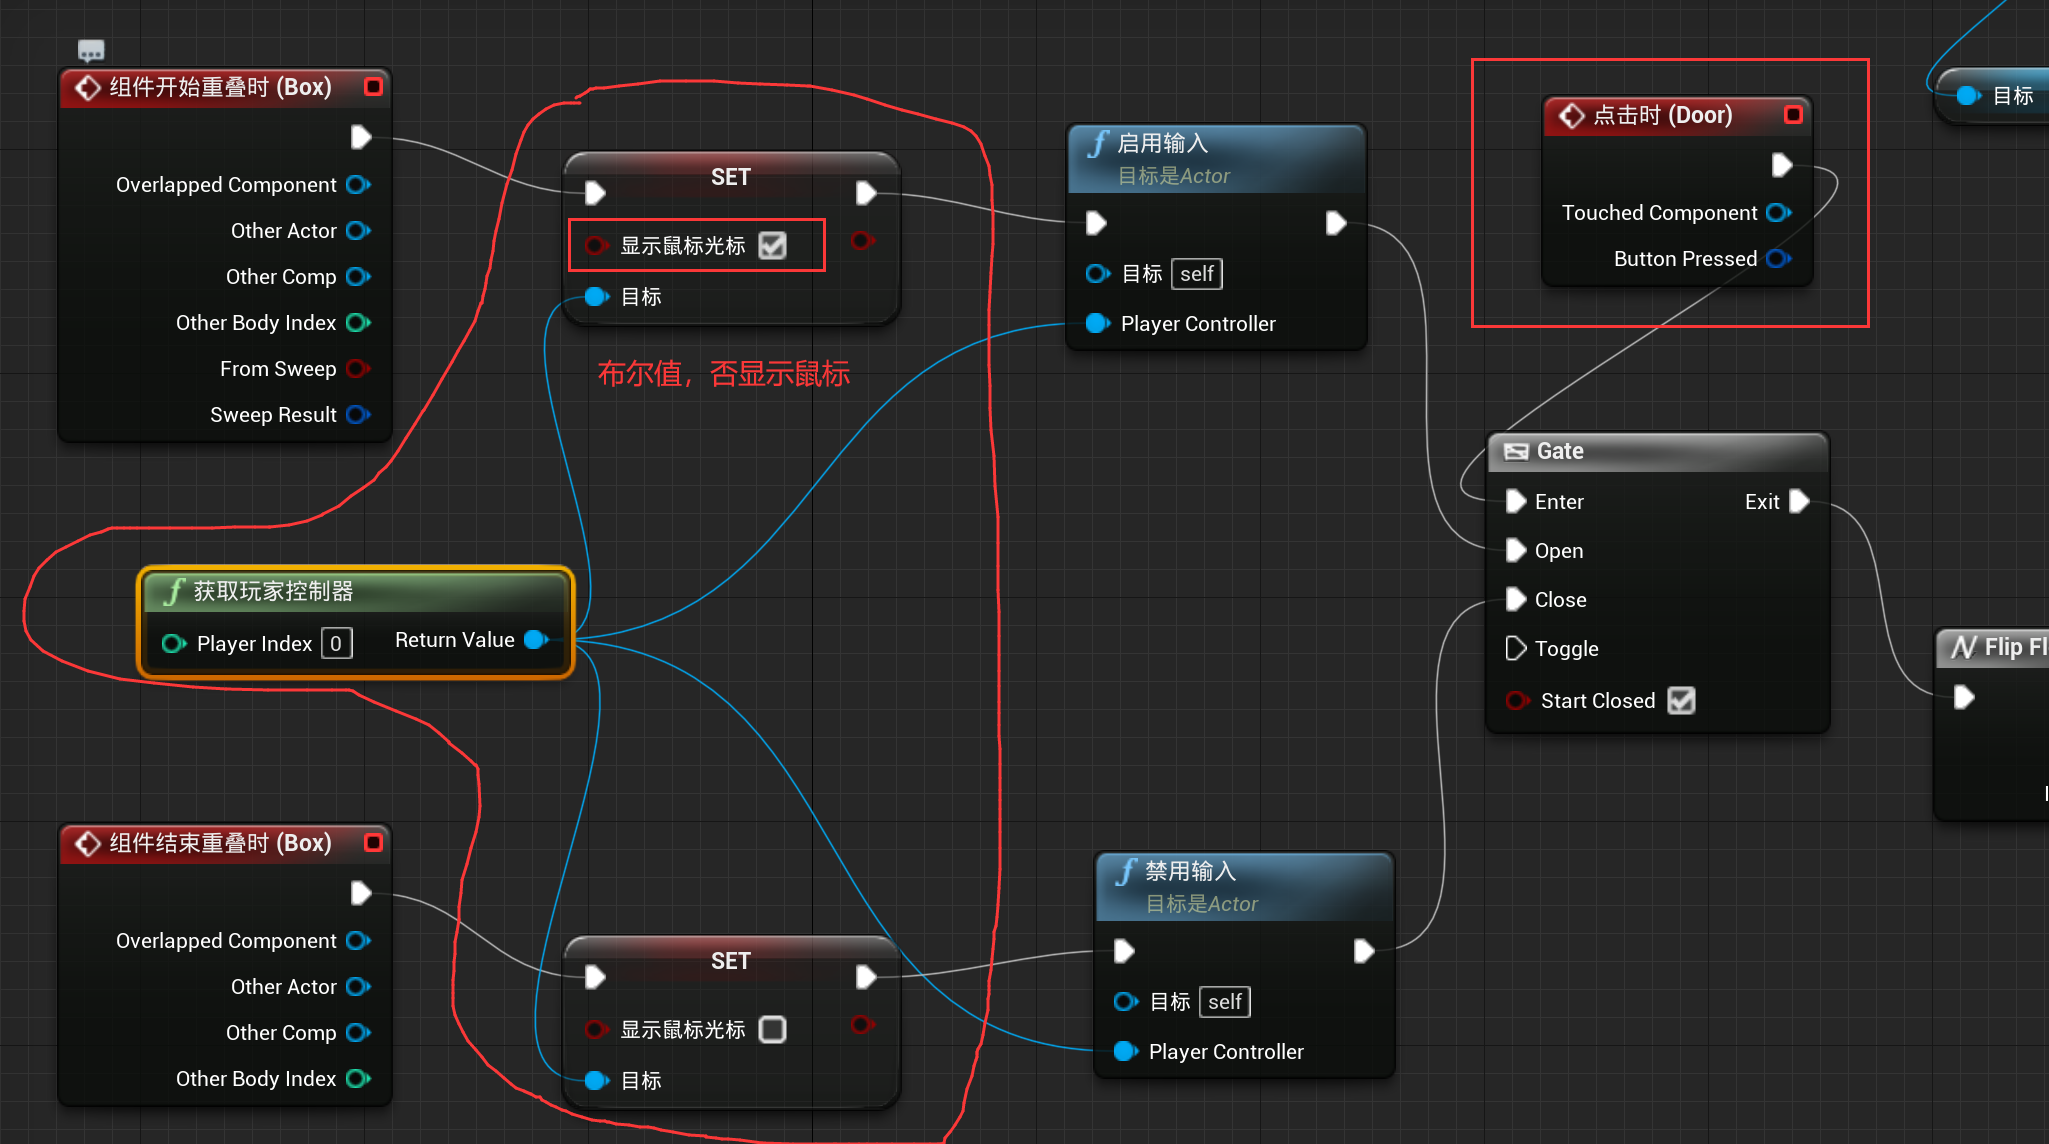 组件开始重叠时 (Box)
Overlapped Component
Other Actor
Other Comp
Other Body Index
From Sweep
Sweep Result
SET
显示鼠标光标
目标
布尔值，否显示鼠标
启用输入
目标是Actor
目标 self
Player Controller
点击时 (Door)
Touched Component
Button Pressed
目标
获取玩家控制器
Player Index 0
Return Value
Gate
Enter
Exit
Open
Close
Toggle
Start Closed
Flip Fl
组件结束重叠时 (Box)
Overlapped Component
Other Actor
Other Comp
Other Body Index
SET
显示鼠标光标
目标
禁用输入
目标是Actor
目标 self
Player Controller